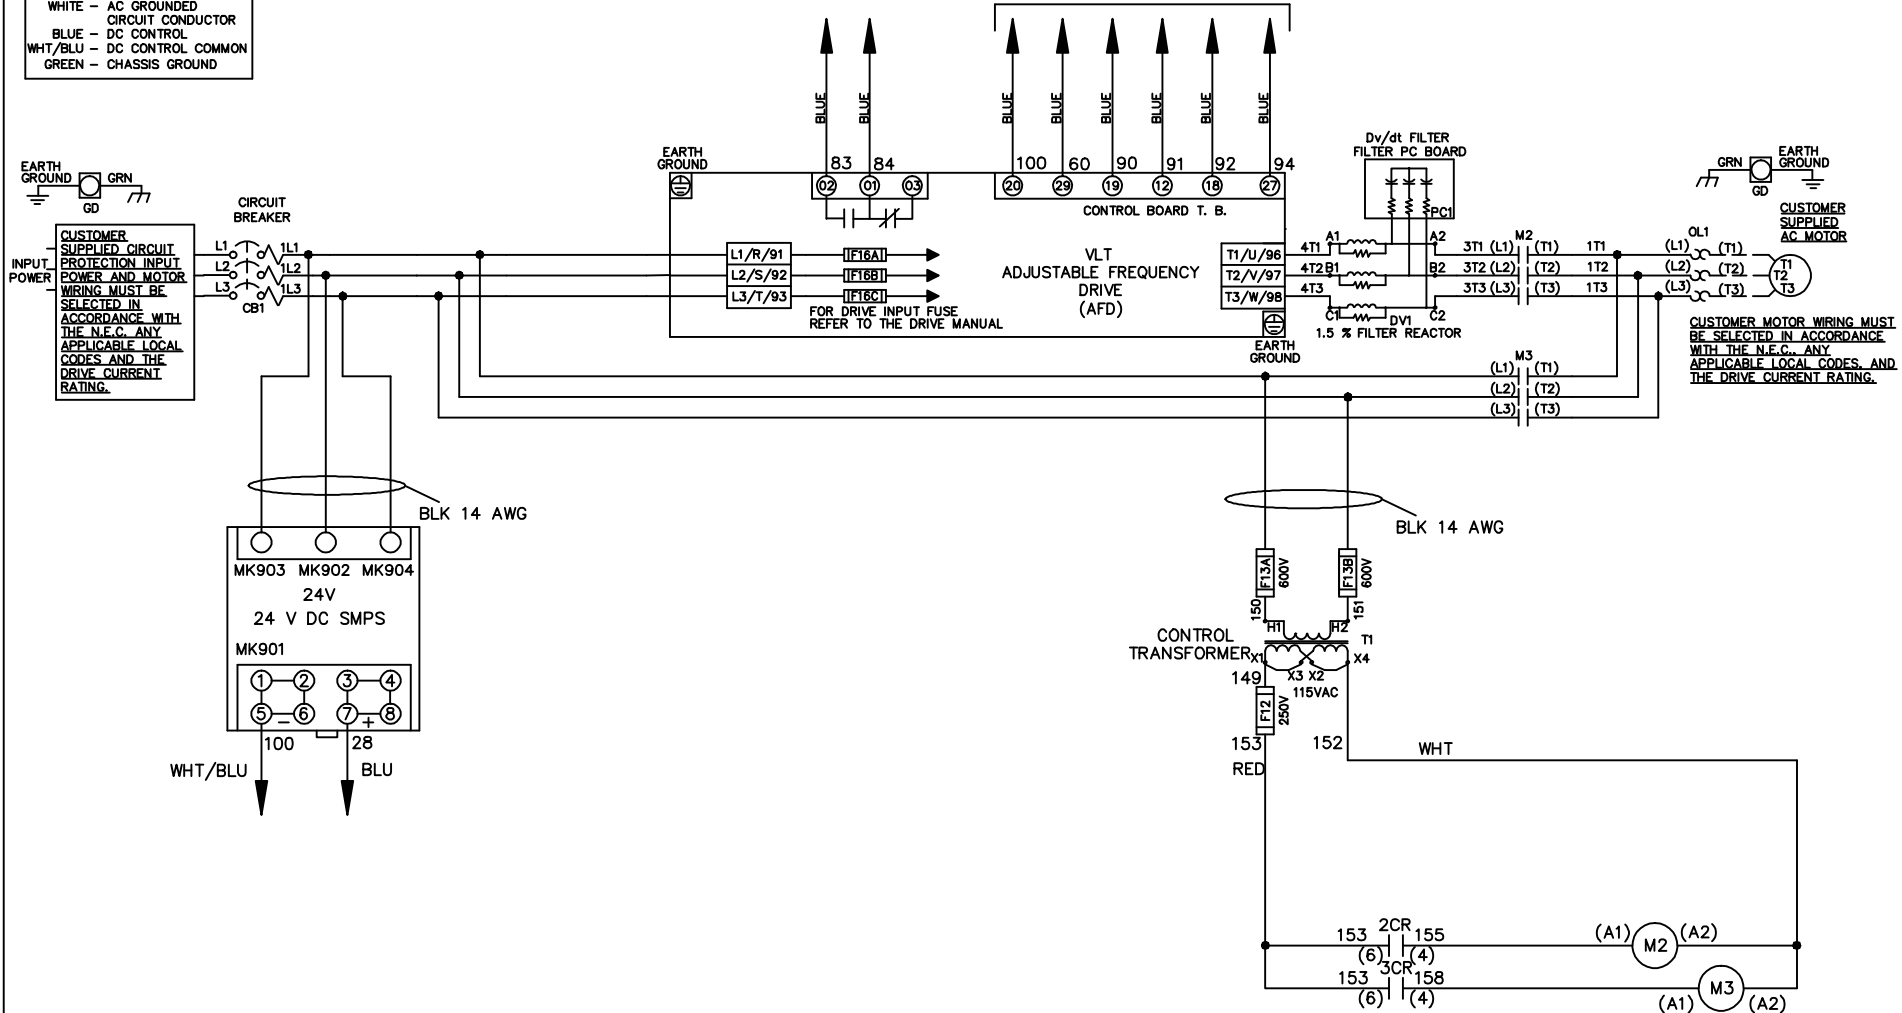 WHITE – AC GROUNDED
CIRCUIT CONDUCTOR
BLUE – DC CONTROL
WHT/BLU – DC CONTROL COMMON
GREEN – CHASSIS GROUND
BLUE
BLUE
BLUE
BLUE
BLUE
BLUE
BLUE
BLUE
EARTH
GROUND
GRN
GD
CIRCUIT
BREAKER
INPUT
POWER
CUSTOMER
SUPPLIED CIRCUIT
PROTECTION INPUT
POWER AND MOTOR
WIRING MUST BE
SELECTED IN
ACCORDANCE WITH
THE N.E.C. ANY
APPLICABLE LOCAL
CODES AND THE
DRIVE CURRENT
RATING.
L1
L2
L3
1L1
1L2
1L3
CB1
EARTH
GROUND
83
84
02
01
03
100
60
90
91
92
94
20
29
19
12
18
27
CONTROL BOARD T. B.
L1/R/91
L2/S/92
L3/T/93
F16A
F16B
F16C
FOR DRIVE INPUT FUSE
REFER TO THE DRIVE MANUAL
VLT
ADJUSTABLE FREQUENCY
DRIVE
(AFD)
T1/U/96
T2/V/97
T3/W/98
EARTH
GROUND
Dv/dt FILTER
FILTER PC BOARD
PC1
4T1
4T2
4T3
A1
B1
C1
A2
B2
C2
DV1
1.5 % FILTER REACTOR
3T1 (L1)
3T2 (L2)
3T3 (L3)
M2
(T1)
(T2)
(T3)
1T1
1T2
1T3
GRN
GD
EARTH
GROUND
CUSTOMER
SUPPLIED
AC MOTOR
OL1
(L1)
(L2)
(L3)
(T1)
(T2)
(T3)
T1
T2
T3
CUSTOMER MOTOR WIRING MUST
BE SELECTED IN ACCORDANCE
WITH THE N.E.C.. ANY
APPLICABLE LOCAL CODES. AND
THE DRIVE CURRENT RATING.
M3
(L1) (T1)
(L2) (T2)
(L3) (T3)
BLK 14 AWG
MK903 MK902 MK904
24V
24 V DC SMPS
MK901
1 2 3 4
5 – 6 7 + 8
100
28
WHT/BLU
BLU
BLK 14 AWG
F13A
600V
F13B
600V
150
151
H1
H2
T1
CONTROL
TRANSFORMER
X1
X3 X2
X4
115VAC
149
F12
250V
153
RED
152
WHT
2CR
153
155
(6)
(4)
(A1)
M2
(A2)
3CR
153
158
(6)
(4)
(A1)
M3
(A2)